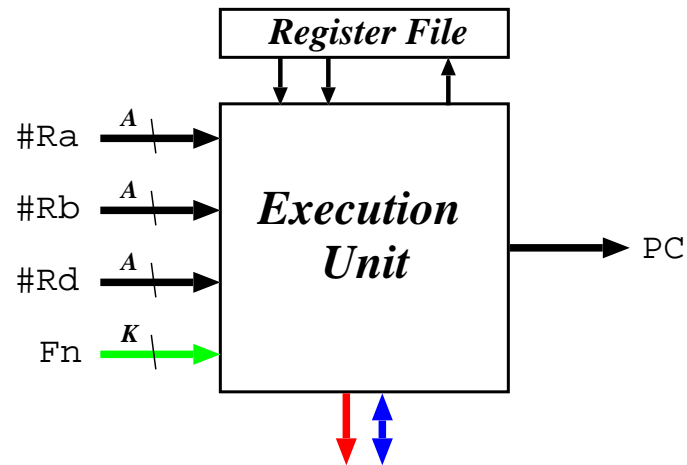 Register File
#Ra
A
#Rb
A
#Rd
A
Fn
K
Execution
Unit
PC